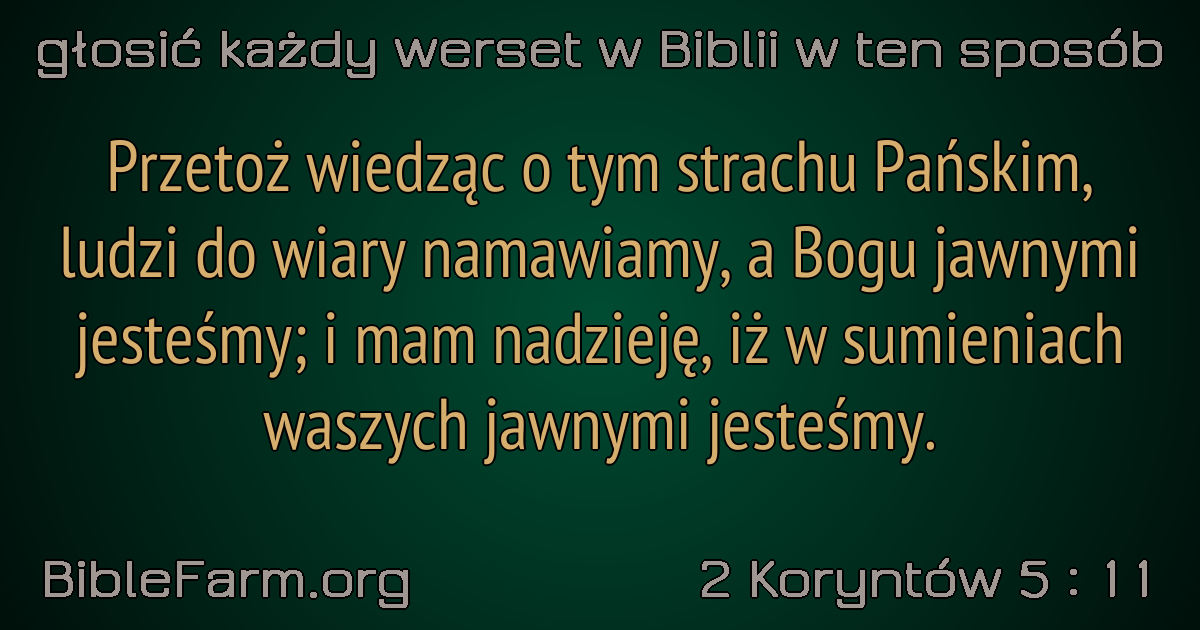 głosić każdy werset w Biblii w ten sposób
Przetoż wiedząc o tym strachu Pańskim,
ludzi do wiary namawiamy, a Bogu jawnymi
jesteśmy; i mam nadzieję, iż w sumieniach
waszych jawnymi jesteśmy.
BibleFarm.org
2 Koryntów 5 : 11